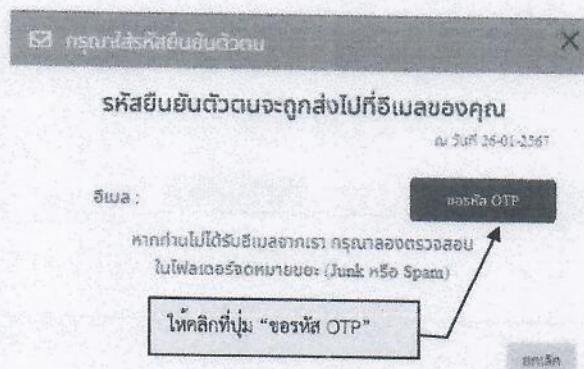 กรุณาใส่รหัสยืนยันตัวตน
รหัสยืนยันตัวตนจะถูกส่งไปที่อีเมลของคุณ
ณ วันที่ 26-01-2567
อีเมล :
ขอรหัส OTP
หากท่านไม่ได้รับอีเมลจากเรา กรุณาลองตรวจสอบ
ในโฟลเดอร์จดหมายขยะ (Junk หรือ Spam)
ให้คลิกที่ปุ่ม “ขอรหัส OTP”
ยกเลิก